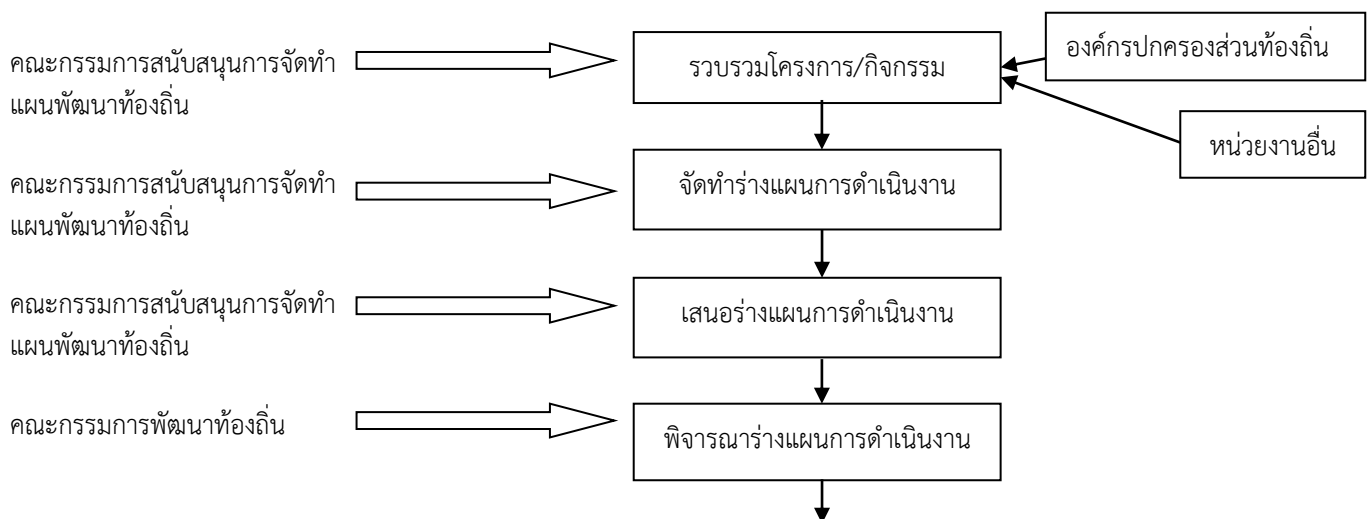 คณะกรรมการสนับสนุนการจัดทำ
แผนพัฒนาท้องถิ่น
รวบรวมโครงการ/กิจกรรม
องค์กรปกครองส่วนท้องถิ่น
หน่วยงานอื่น
คณะกรรมการสนับสนุนการจัดทำ
แผนพัฒนาท้องถิ่น
จัดทำร่างแผนการดำเนินงาน
คณะกรรมการสนับสนุนการจัดทำ
แผนพัฒนาท้องถิ่น
เสนอร่างแผนการดำเนินงาน
คณะกรรมการพัฒนาท้องถิ่น
พิจารณาร่างแผนการดำเนินงาน